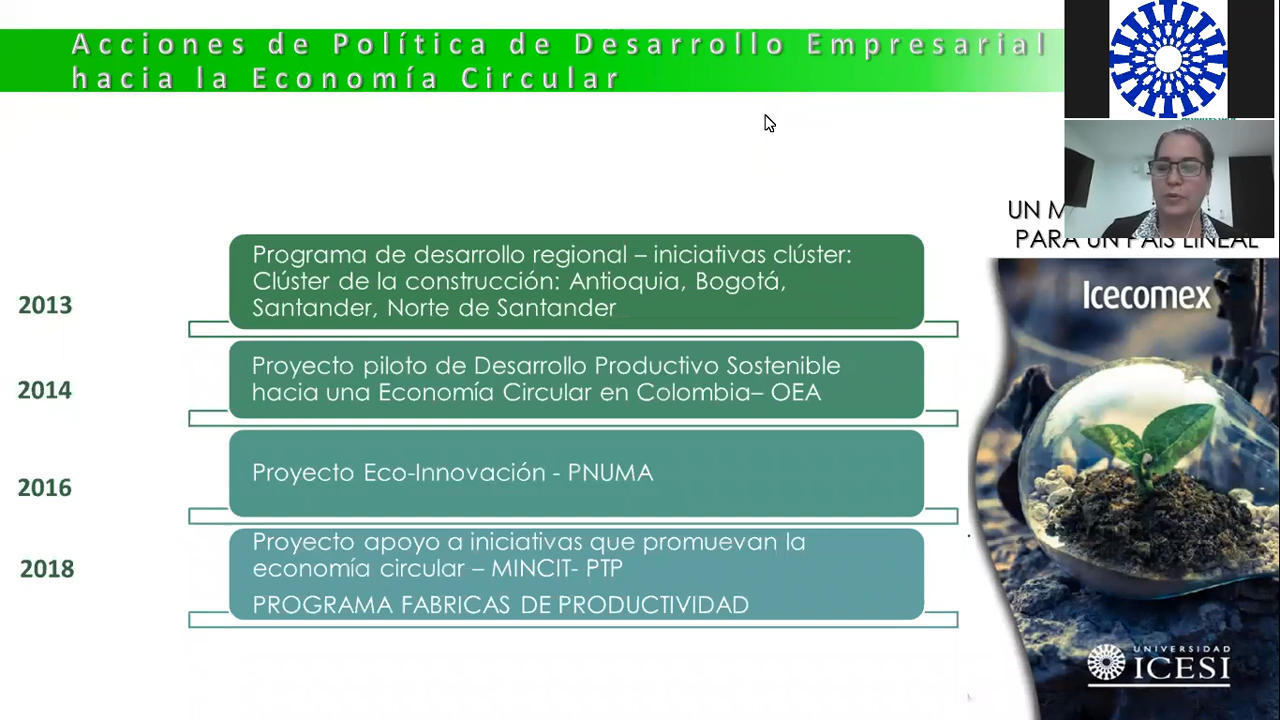 Acciones de Política de Desarrollo Empresarial
hacia la Economía Circular
UN M
PARA UN PAÍS LINEAL
2013
Programa de desarrollo regional – iniciativas clúster:
Clúster de la construcción: Antioquia, Bogotá,
Santander, Norte de Santander
2014
Proyecto piloto de Desarrollo Productivo Sostenible
hacia una Economía Circular en Colombia– OEA
2016
Proyecto Eco-Innovación - PNUMA
2018
Proyecto apoyo a iniciativas que promuevan la
economía circular – MINCIT- PTP
PROGRAMA FABRICAS DE PRODUCTIVIDAD
Icecomex
UNIVERSIDAD
ICESI